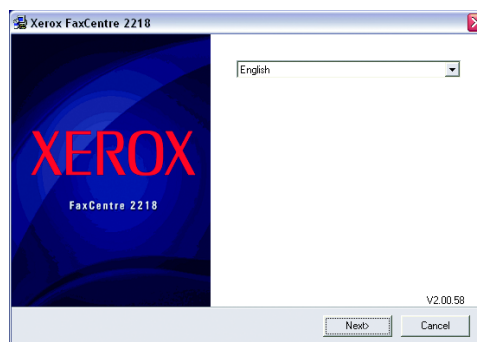 Xerox FaxCentre 2218
English
XEROX
FaxCentre 2218
V2.00.58
Next>
Cancel